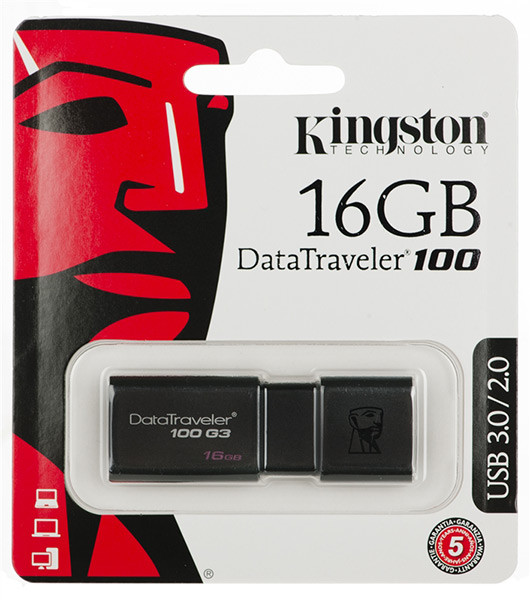 Kingston
TECHNOLOGY
16GB
DataTraveler® 100
DataTraveler®
100 G3
16GB
USB 3.0 / 2.0
5
®